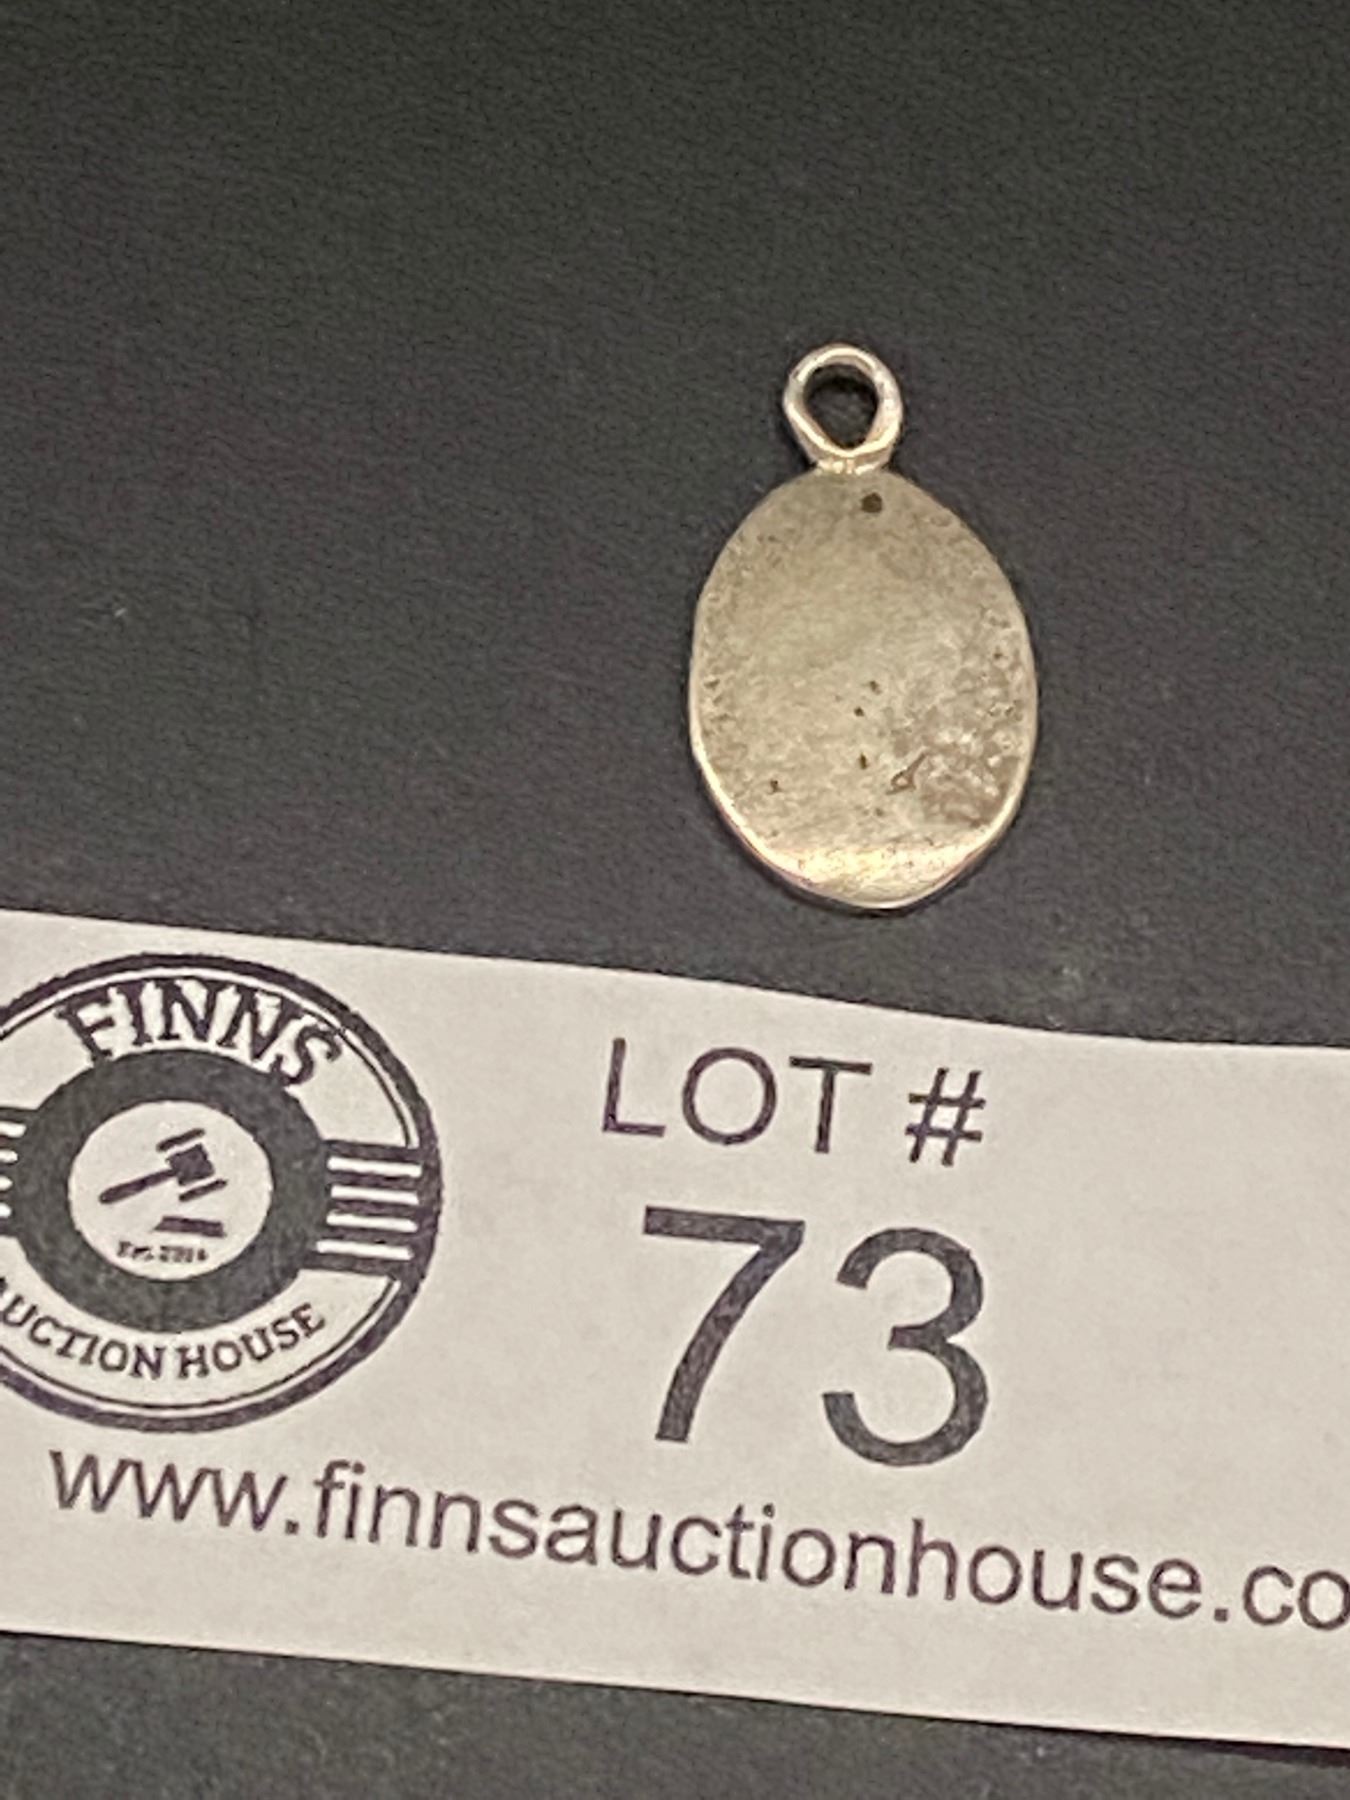 FINNS
AUCTION HOUSE
LOT #
73
www.finnsauctionhouse.co